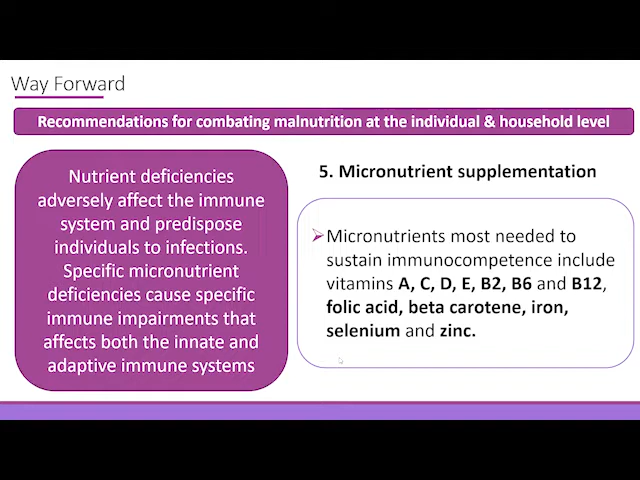 Way Forward
Recommendations for combating malnutrition at the individual & household level
Nutrient deficiencies
adversely affect the immune
system and predispose
individuals to infections.
Specific micronutrient
deficiencies cause specific
immune impairments that
affects both the innate and
adaptive immune systems
5. Micronutrient supplementation
Micronutrients most needed to
sustain immunocompetence include
vitamins A, C, D, E, B2, B6 and B12,
folic acid, beta carotene, iron,
selenium and zinc.